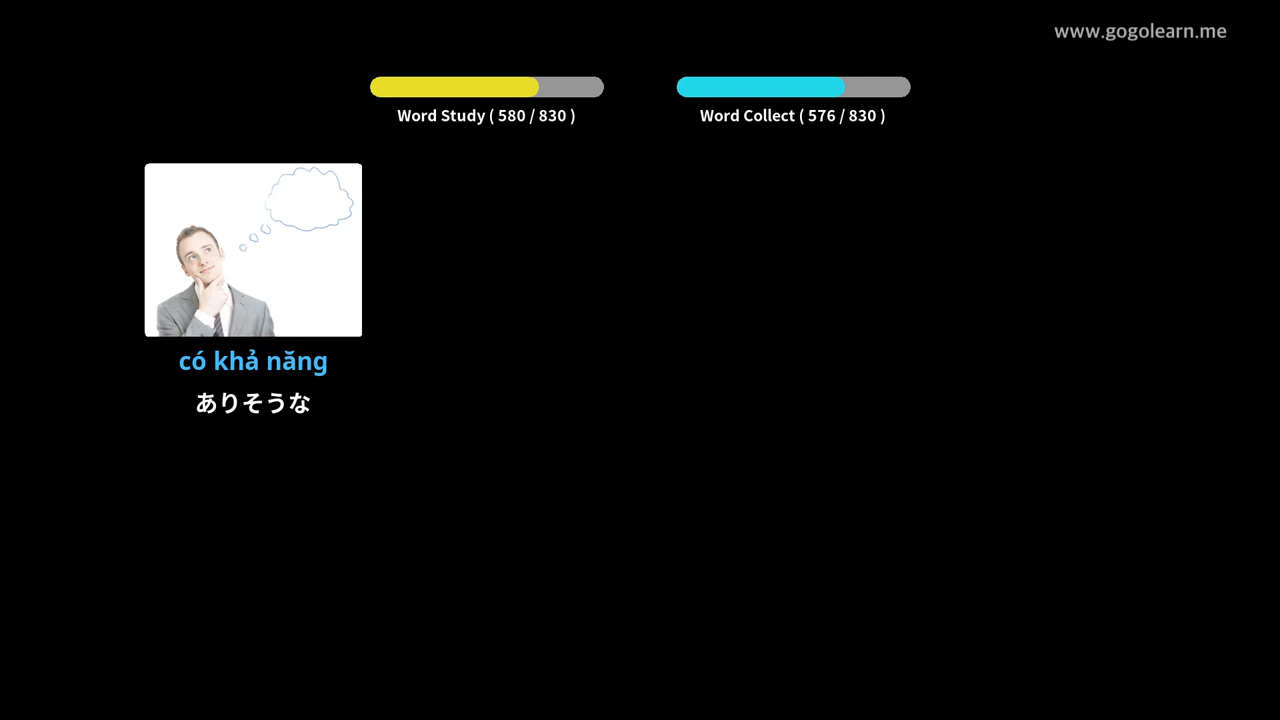 www.gogolearn.me
Word Study ( 580 / 830 )
Word Collect ( 576 / 830 )
có khả năng
ありそうな